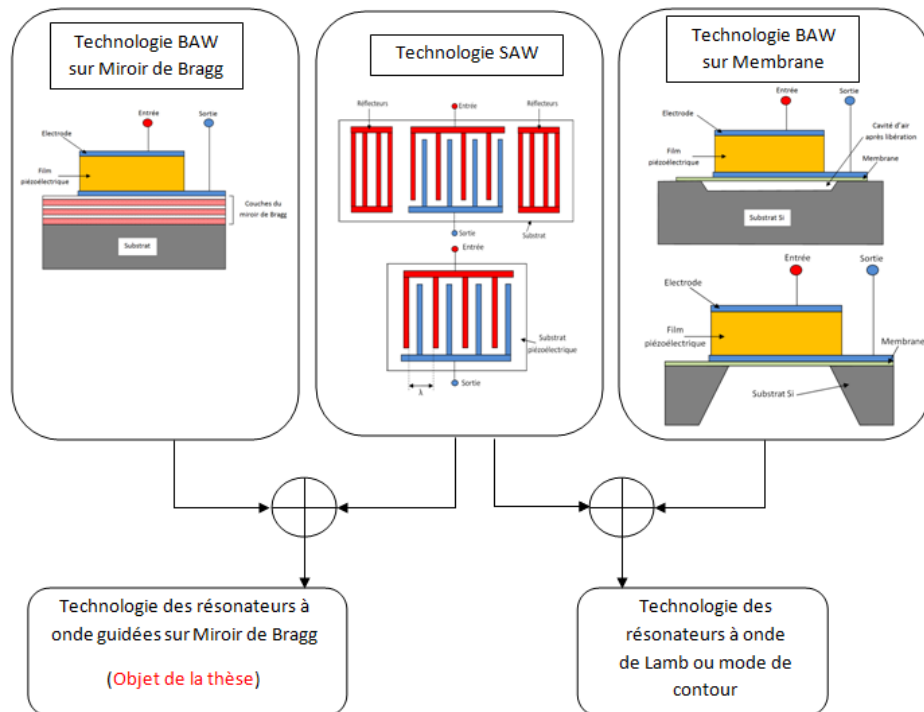 Technologie BAW
sur Miroir de Bragg
Entrée
Sortie
Electrode
Film
piézoélectrique
Couches du
miroir de Bragg
Substrat
Technologie SAW
Réflecteurs
Entrée
Réflecteurs
Sortie
Substrat
Entrée
Substrat
piézoélectrique
λ
Sortie
Technologie BAW
sur Membrane
Entrée
Sortie
Electrode
Cavité d'air
après libération
Film
piézoélectrique
Membrane
Substrat Si
Entrée
Sortie
Electrode
Film
piézoélectrique
Membrane
Substrat Si
Technologie des résonateurs à
onde guidées sur Miroir de Bragg
(Objet de la thèse)
Technologie des
résonateurs à onde
de Lamb ou mode de
contour